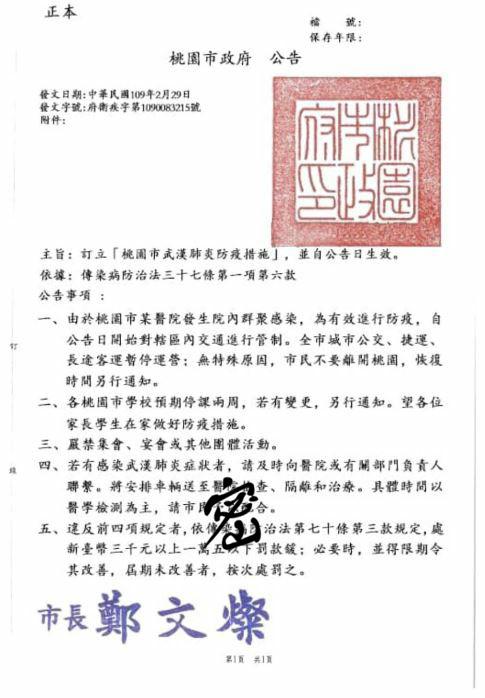 正本
檔 號:
保存年限:
桃園市政府 公告
發文日期:中華民國109年2月29日
發文字號:府衛疾字第1090083215號
附件:
桃園市政府印
主旨:訂立「桃園市武漢肺炎防疫措施」,並自公告日生效。
依據:傳染病防治法三十七條第一項第六款
公告事項 :
一、由於桃園市某醫院發生院內群聚感染,為有效進行防疫,自
公告日開始對轄區內交通進行管制。全市城市公交、捷運、
長途客運暫停運營;無特殊原因,市民不要離開桃園,恢復
時間另行通知。
二、各桃園市學校預期停課兩周,若有變更,另行通知。望各位
家長學生在家做好防疫措施。
三、嚴禁集會、宴會或其他團體活動。
四、若有感染武漢肺炎症狀者,請及時向醫院或有關部門負責人
聯繫。將安排車輛送至醫院檢查、隔離和治療。具體時間以
醫學檢測為主,請市民 合。
密
五、違反前四項規定者,依傳染病防治法第七十條第三款規定,處
新臺幣三千元以上一萬五以下罰款鍰;必要時,並得限期令
其改善,屆期未改善者,按次處罰之。
訂
線
市長 鄭文燦
第1頁 共1頁